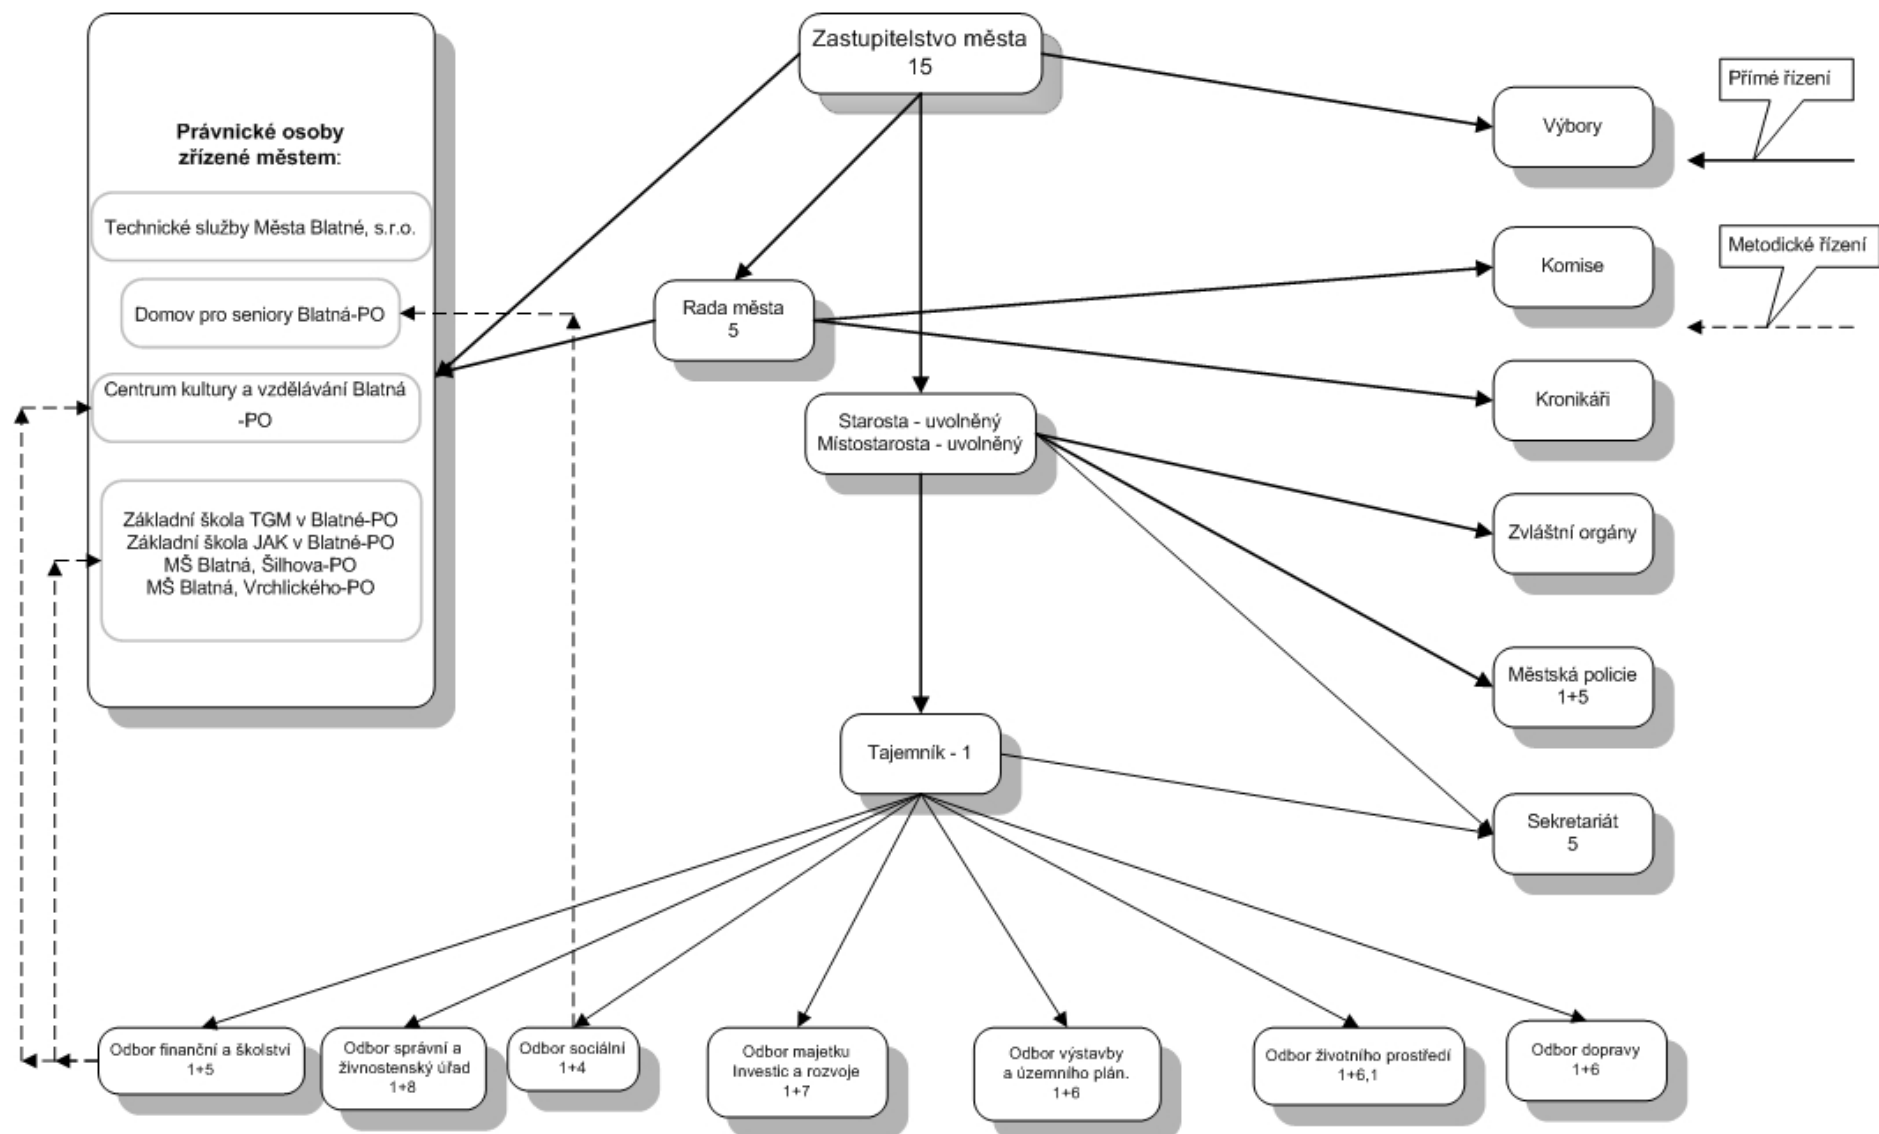 Zastupitelstvo města
15
Přímé řízení
Výbory
Právnické osoby
zřízené městem:
Technické služby Města Blatné, s.r.o.
Domov pro seniory Blatná-PO
Centrum kultury a vzdělávání Blatná
-PO
Základní škola TGM v Blatné-PO
Základní škola JAK v Blatné-PO
MŠ Blatná, Šilhova-PO
MŠ Blatná, Vrchlického-PO
Metodické řízení
Komise
Rada města
5
Kronikáři
Starosta - uvolněný
Místostarosta - uvolněný
Zvláštní orgány
Městská policie
1+5
Tajemník - 1
Sekretariát
5
Odbor finanční a školství
1+5
Odbor správní a
živnostenský úřad
1+8
Odbor sociální
1+4
Odbor majetku
Investic a rozvoje
1+7
Odbor výstavby
a územního plán.
1+6
Odbor životního prostředí
1+6,1
Odbor dopravy
1+6